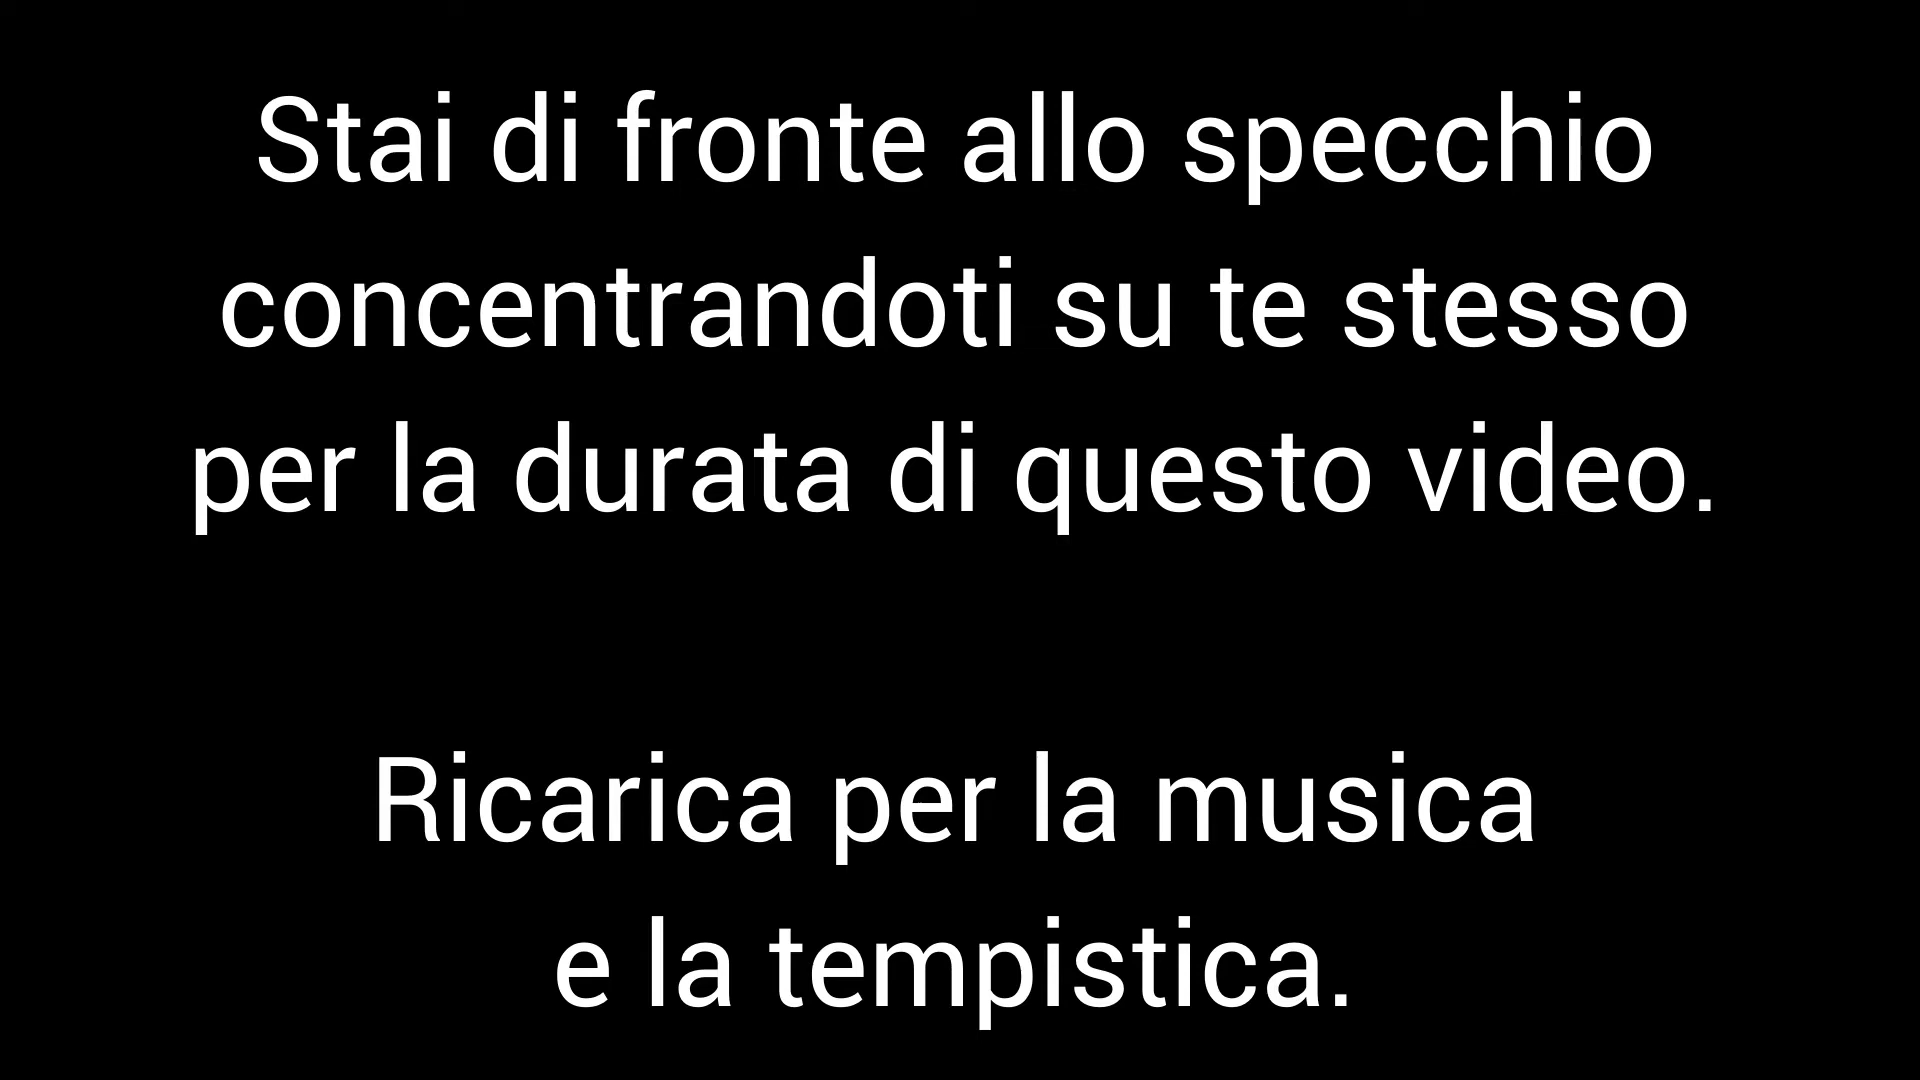 Stai di fronte allo specchio
concentrandoti su te stesso
per la durata di questo video.
Ricarica per la musica
e la tempistica.